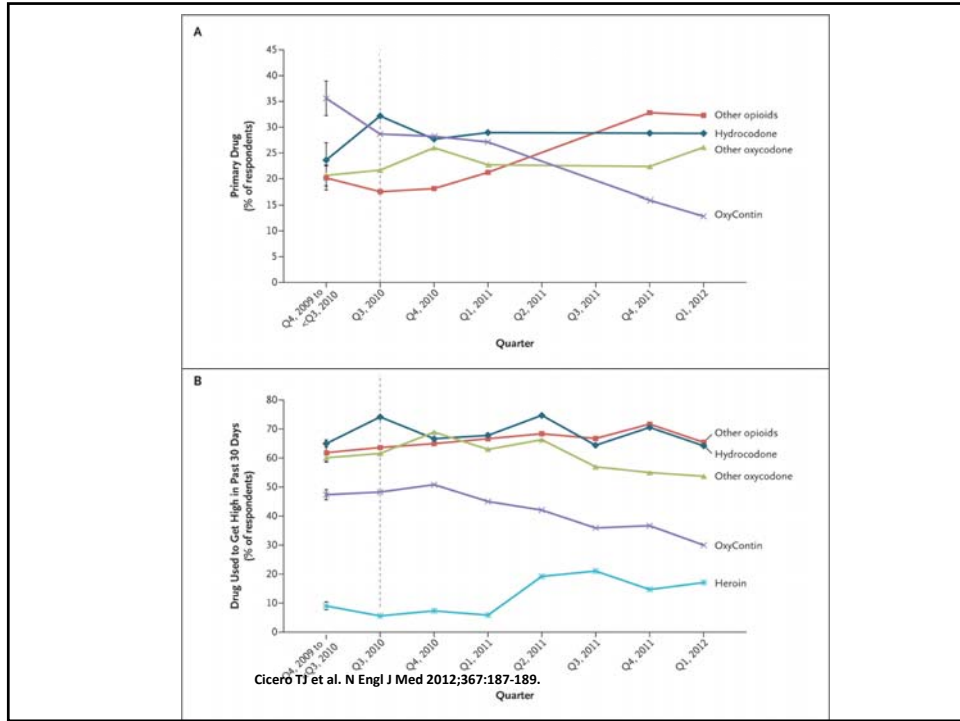 A
Primary Drug
(% of respondents)
45
40
35
30
25
20
15
10
5
0
Other opioids
Hydrocodone
Other oxycodone
OxyContin
Q4, 2009 to
<Q3, 2010
Q3, 2010
Q4, 2010
Q1, 2011
Q2, 2011
Q3, 2011
Q4, 2011
Q1, 2012
Quarter
B
Drug Used to Get High in Past 30 Days
(% of respondents)
80
70
60
50
40
30
20
10
0
Other opioids
Hydrocodone
Other oxycodone
OxyContin
Heroin
Q4, 2009 to
<Q3, 2010
Q3, 2010
Q4, 2010
Q1, 2011
Q2, 2011
Q3, 2011
Q4, 2011
Q1, 2012
Cicero TJ et al. N Engl J Med 2012;367:187-189.
Quarter